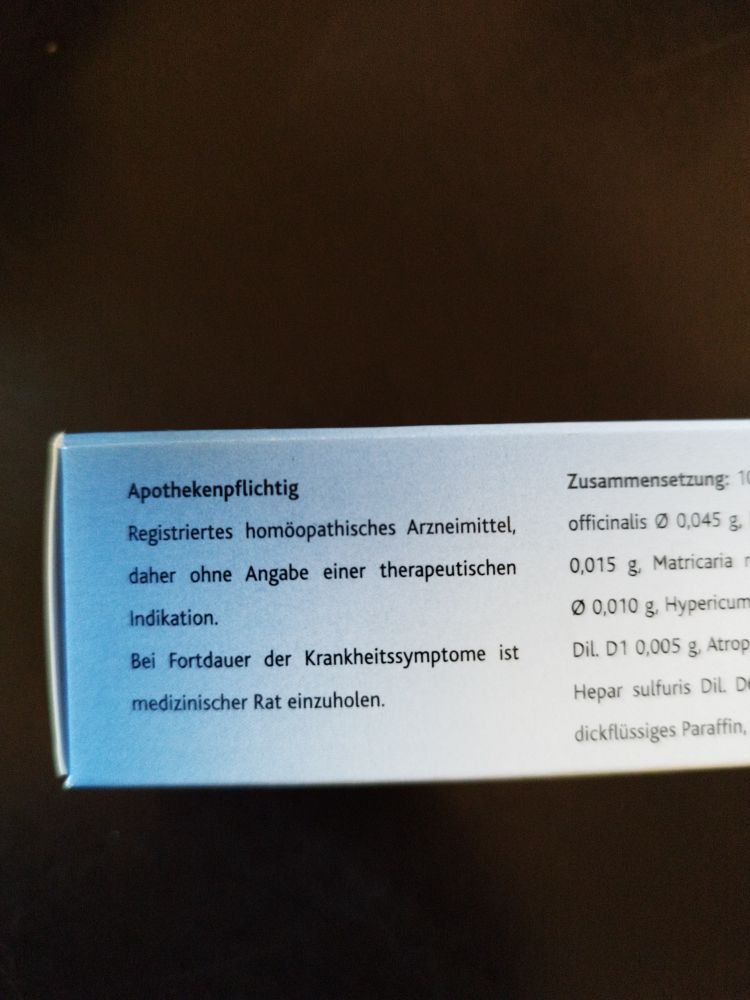 Apothekenpflichtig
Registriertes homöopathisches Arzneimittel,
daher ohne Angabe einer therapeutischen
Indikation.
Bei Fortdauer der Krankheitssymptome ist
medizinischer Rat einzuholen.
Zusammensetzung:
officinalis Ø 0,045 g,
0,015 g, Matricaria
Ø 0,010 g, Hypericum
Dil. D1 0,005 g,
Hepar sulfuris Dil.
dickflüssiges Paraffin,